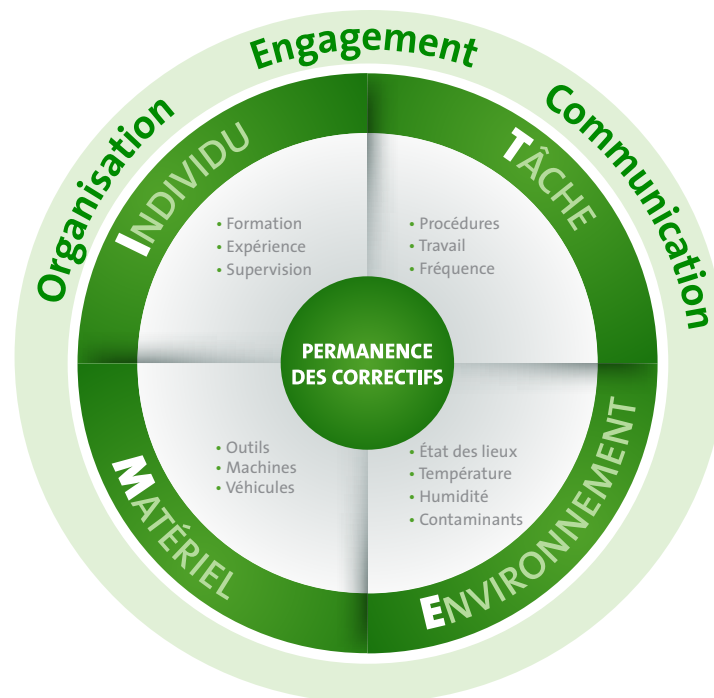 Organisation
Engagement
Communication
INDIVIDU
• Formation
• Expérience
• Supervision
TÂCHE
• Procédures
• Travail
• Fréquence
PERMANENCE
DES CORRECTIFS
MATÉRIEL
• Outils
• Machines
• Véhicules
ENVIRONNEMENT
• État des lieux
• Température
• Humidité
• Contaminants